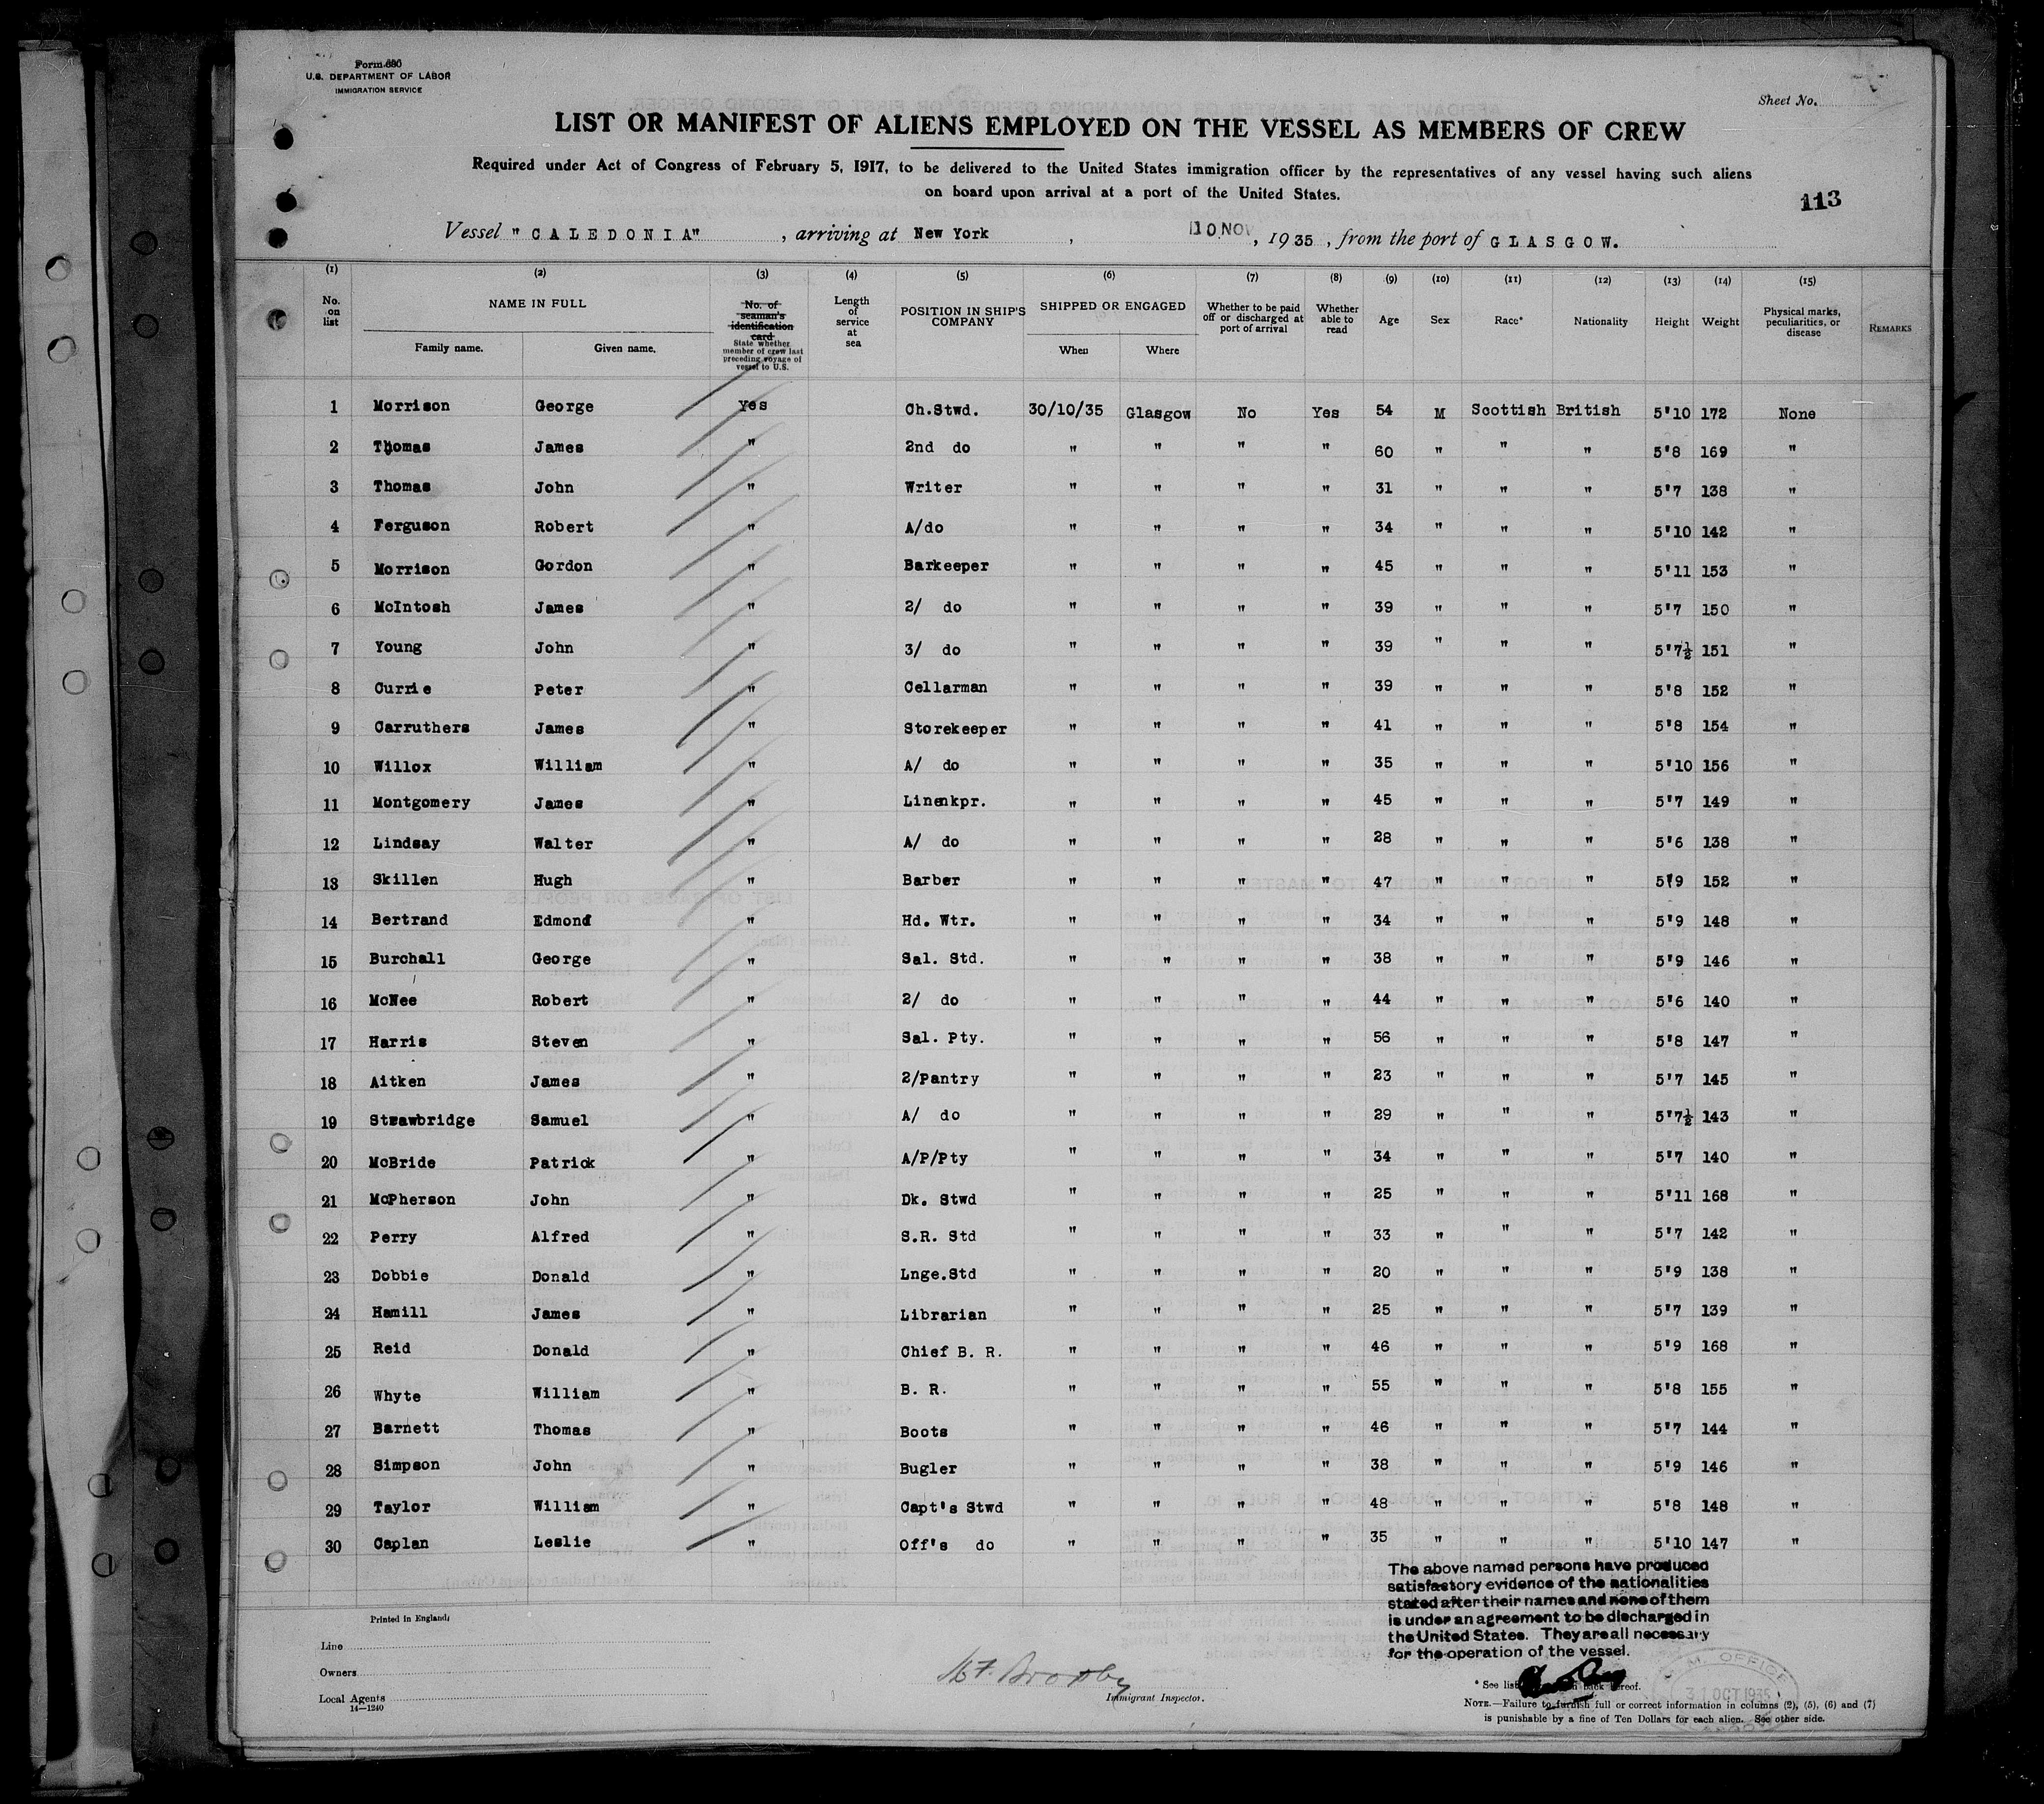 Form 680
U.S. DEPARTMENT OF LABOR
IMMIGRATION SERVICE
Sheet No.
LIST OR MANIFEST OF ALIENS EMPLOYED ON THE VESSEL AS MEMBERS OF CREW
Required under Act of Congress of February 5, 1917, to be delivered to the United States immigration officer by the representatives of any vessel having such aliens
on board upon arrival at a port of the United States.
113
Vessel "CALEDONIA", arriving at New York, 10 NOV, 1935, from the port of GLASGOW.
(1) (2) (3) (4) (5) (6) (7) (8) (9) (10) (11) (12) (13) (14) (15)
No. on list NAME IN FULL Family name. Given name. No. of seaman's identification card State whether member of crew last preceding voyage of vessel to U.S. Length of service at sea POSITION IN SHIP'S COMPANY SHIPPED OR ENGAGED When Where Whether to be paid off or discharged at port of arrival Whether able to read Age Sex Race* Nationality Height Weight Physical marks, peculiarities, or disease REMARKS
1 Morrison George Yes Ch.Stwd. 30/10/35 Glasgow No Yes 54 M Scottish British 5'10 172 None
2 Thomas James " 2nd do " " " " 60 " " " 5'8 169 "
3 Thomas John " Writer " " " " 31 " " " 5'7 138 "
4 Ferguson Robert " A/do " " " " 34 " " " 5'10 142 "
5 Morrison Gordon " Barkeeper " " " " 45 " " " 5'11 153 "
6 McIntosh James " 2/ do " " " " 39 " " " 5'7 150 "
7 Young John " 3/ do " " " " 39 " " " 5'7½ 151 "
8 Currie Peter " Cellarman " " " " 39 " " " 5'8 152 "
9 Carruthers James " Storekeeper " " " " 41 " " " 5'8 154 "
10 Willox William " A/ do " " " " 35 " " " 5'10 156 "
11 Montgomery James " Linenkpr. " " " " 45 " " " 5'7 149 "
12 Lindsay Walter " A/ do " " " " 28 " " " 5'6 138 "
13 Skillen Hugh " Barber " " " " 47 " " " 5'9 152 "
14 Bertrand Edmond " Hd. Wtr. " " " " 34 " " " 5'9 148 "
15 Burchall George " Sal. Std. " " " " 38 " " " 5'9 146 "
16 McNee Robert " 2/ do " " " " 44 " " " 5'6 140 "
17 Harris Steven " Sal. Pty. " " " " 56 " " " 5'8 147 "
18 Aitken James " 2/Pantry " " " " 23 " " " 5'7 145 "
19 Strawbridge Samuel " A/ do " " " " 29 " " " 5'7½ 143 "
20 McBride Patrick " A/P/Pty " " " " 34 " " " 5'7 140 "
21 McPherson John " Dk. Stwd " " " " 25 " " " 5'11 168 "
22 Perry Alfred " S.R. Std " " " " 33 " " " 5'7 142 "
23 Dobbie Donald " Lnge.Std " " " " 20 " " " 5'9 138 "
24 Hamill James " Librarian " " " " 25 " " " 5'7 139 "
25 Reid Donald " Chief B. R. " " " " 46 " " " 5'9 168 "
26 Whyte William " B. R. " " " " 55 " " " 5'8 155 "
27 Barnett Thomas " Boots " " " " 46 " " " 5'7 144 "
28 Simpson John " Bugler " " " " 38 " " " 5'9 146 "
29 Taylor William " Capt's Stwd " " " " 48 " " " 5'8 148 "
30 Caplan Leslie " Off's do " " " " 35 " " " 5'10 147 "
The above named persons have produced
satisfactory evidence of the nationalities
stated after their names and none of them
is under an agreement to be discharged in
the United States. They are all necessary
for the operation of the vessel.
Printed in England
Line
Owners
Local Agents
14—1240
Immigrant Inspector.
* See list on back hereof.
NOTE.—Failure to furnish full or correct information in columns (2), (5), (6) and (7)
is punishable by a fine of Ten Dollars for each alien. See other side.
M. OFFICE
31 OCT 1935